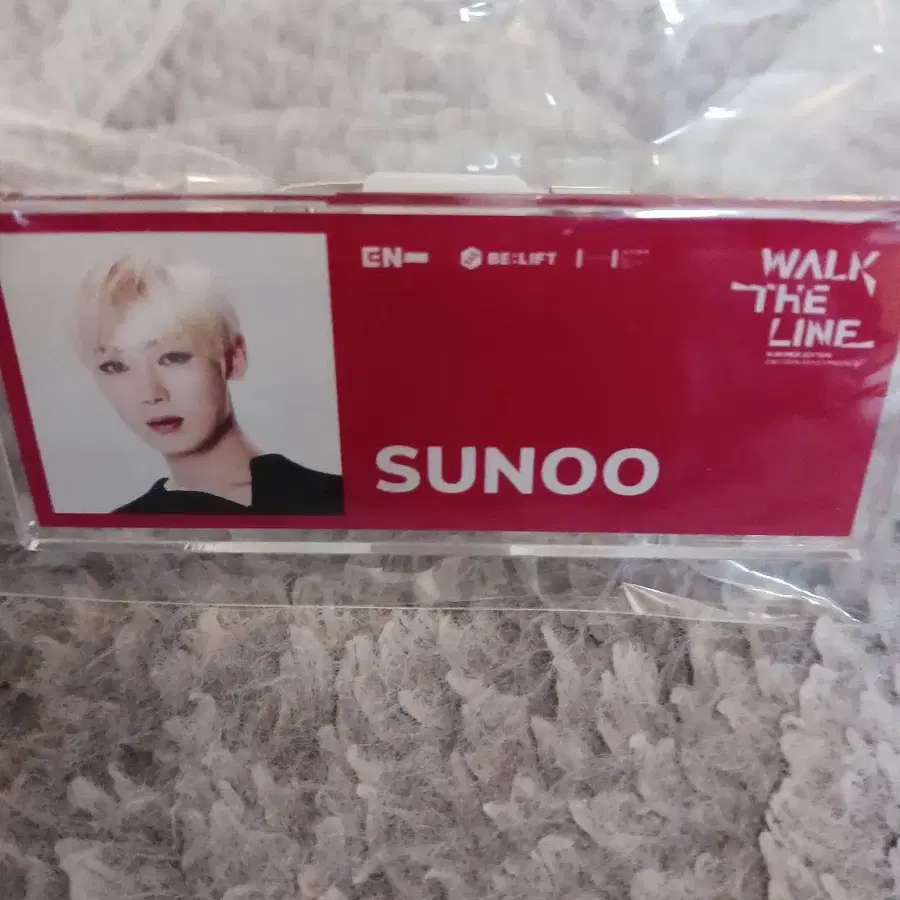 EN-
BE:LIFT
WALK
THE
LINE
SUNOO